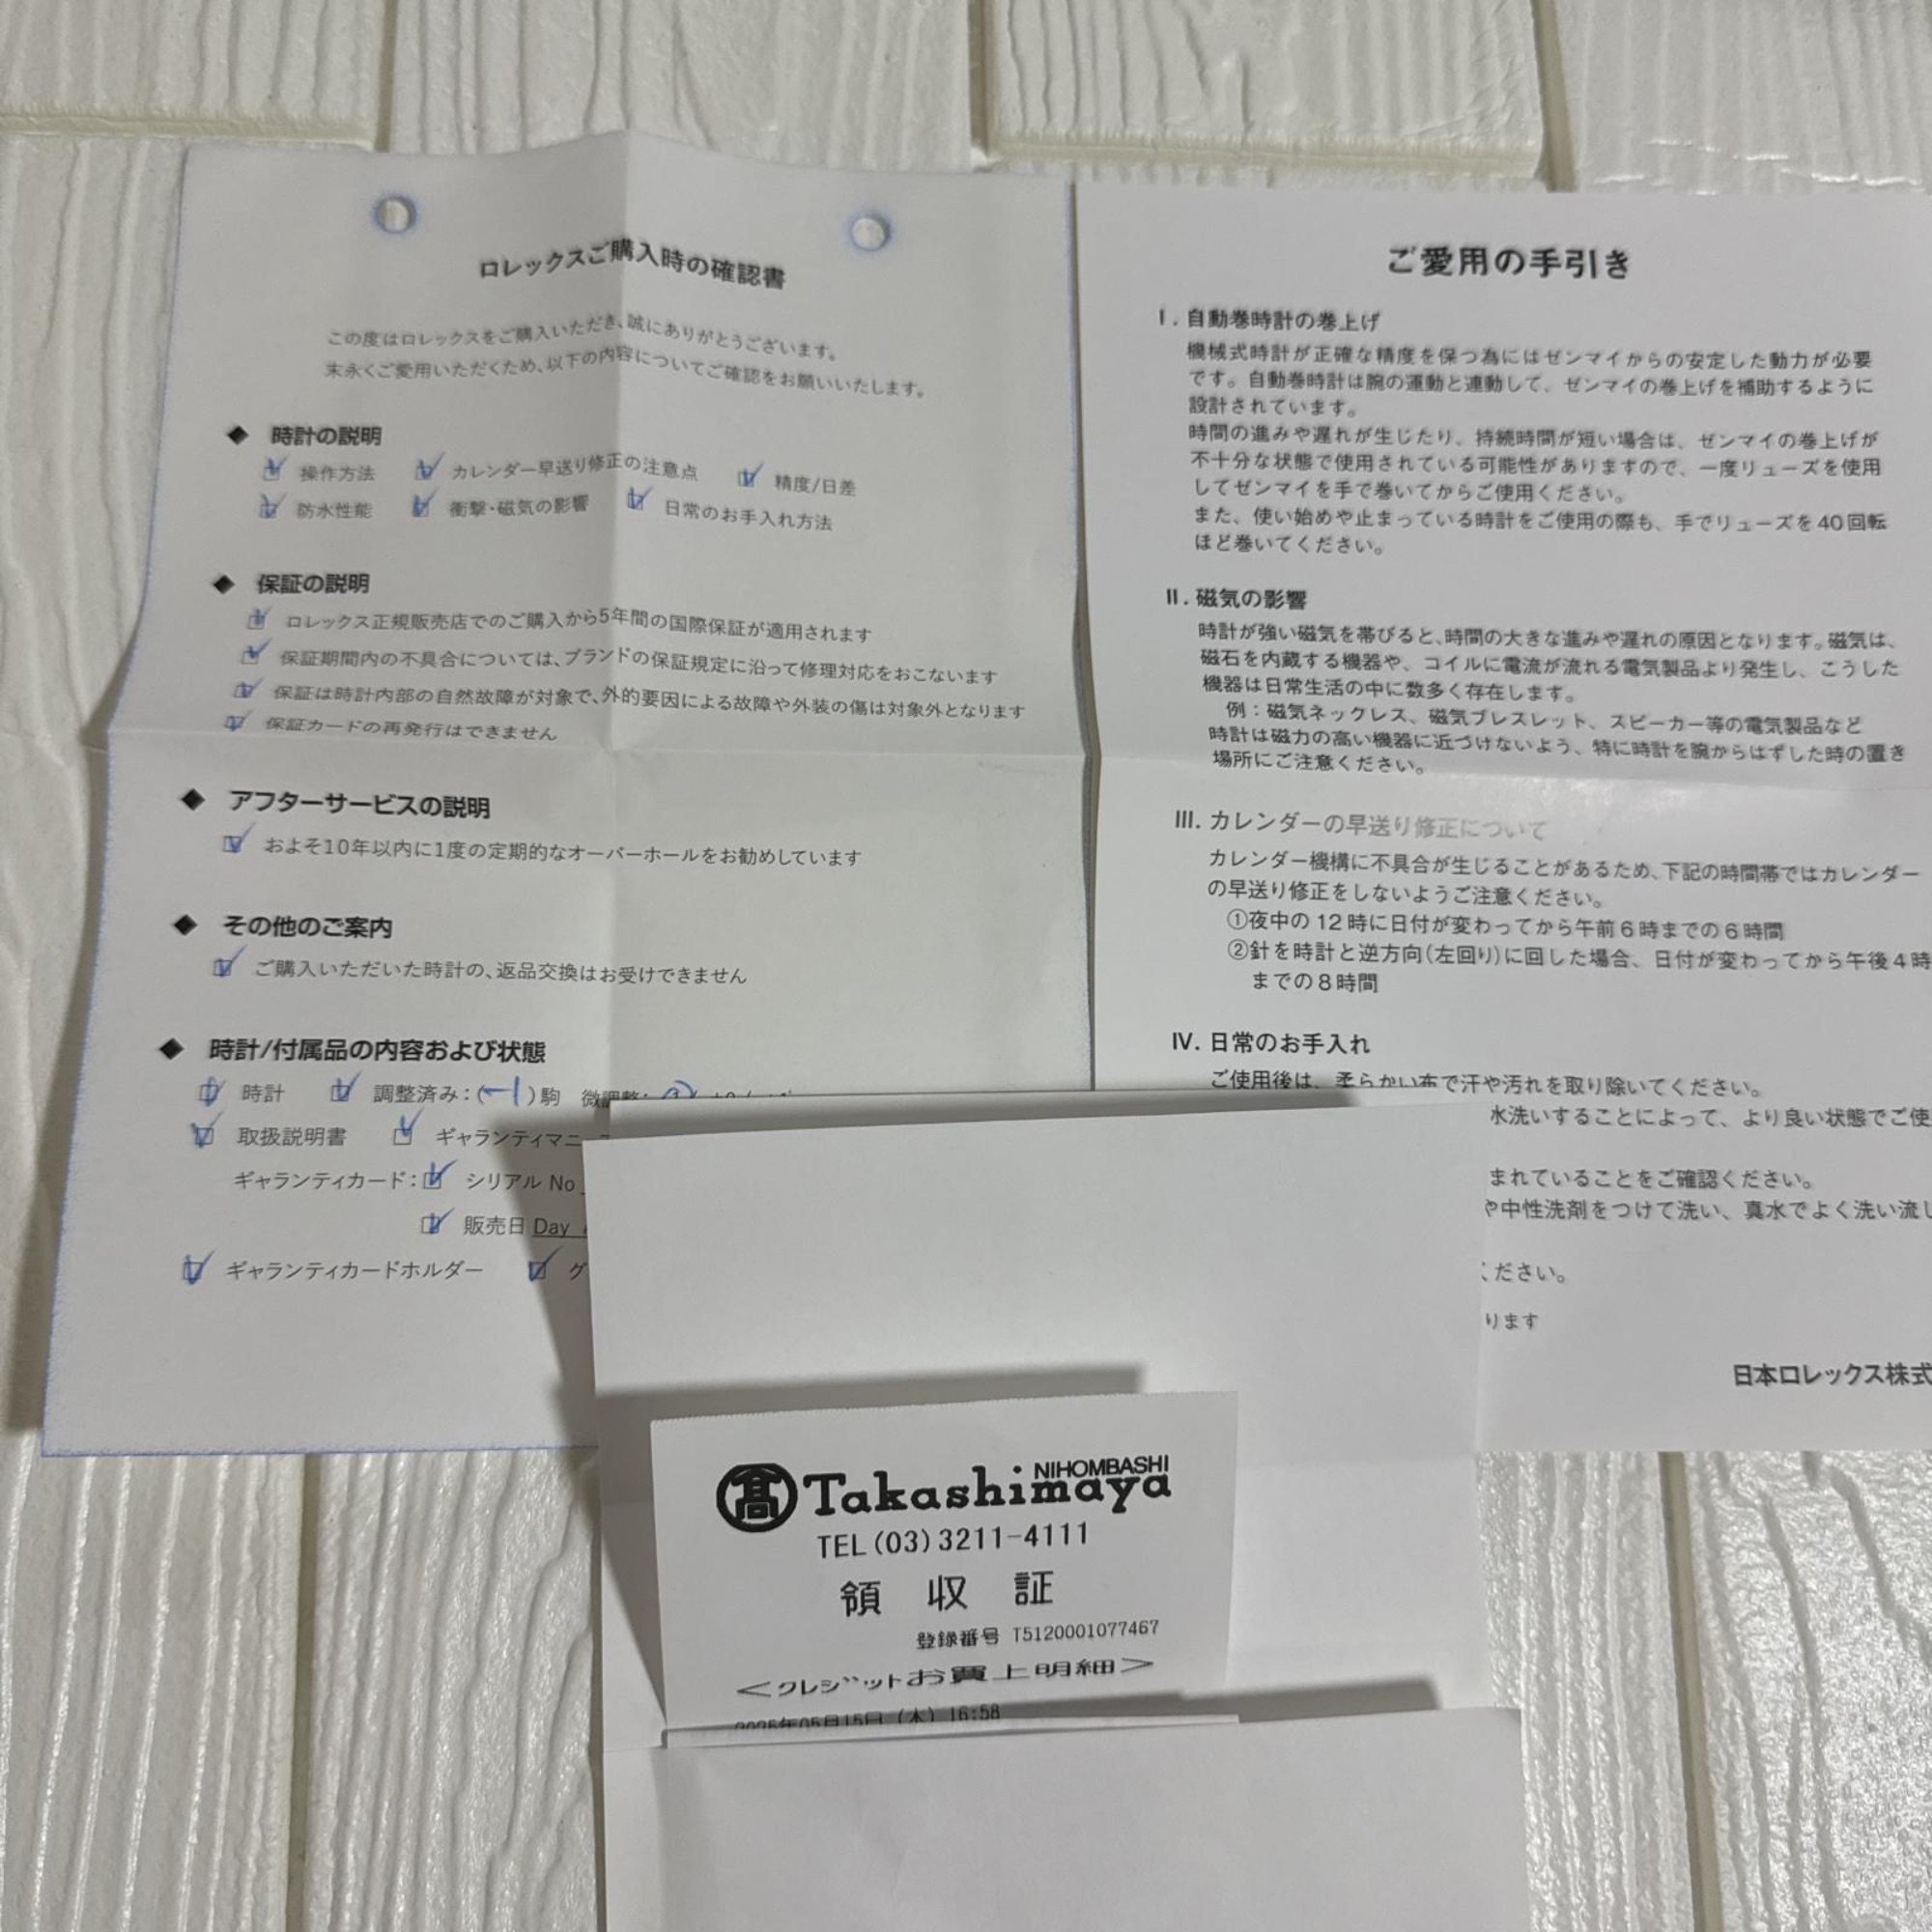 ロレックスご購入時の確認書
この度はロレックスをご購入いただき、誠にありがとうございます。
末永くご愛用いただくため、以下の内容についてご確認をお願いいたします。
◆ 時計の説明
操作方法 カレンダー早送り修正の注意点 精度/日差
防水性能 衝撃・磁気の影響 日常のお手入れ方法
◆ 保証の説明
ロレックス正規販売店でのご購入から5年間の国際保証が適用されます
保証期間内の不具合については、ブランドの保証規定に沿って修理対応をおこないます
保証は時計内部の自然故障が対象で、外的要因による故障や外装の傷は対象外となります
保証カードの再発行はできません
◆ アフターサービスの説明
およそ10年以内に1度の定期的なオーバーホールをお勧めしています
◆ その他のご案内
ご購入いただいた時計の、返品交換はお受けできません
◆ 時計/付属品の内容および状態
時計 調整済み：(-1)駒 微調整：
取扱説明書 ギャランティマニ
ギャランティカード： シリアル No
販売日 Day
ギャランティカードホルダー グ
ご愛用の手引き
I. 自動巻時計の巻上げ
機械式時計が正確な精度を保つ為にはゼンマイからの安定した動力が必要
です。自動巻時計は腕の運動と連動して、ゼンマイの巻上げを補助するように
設計されています。
時間の進みや遅れが生じたり、持続時間が短い場合は、ゼンマイの巻上げが
不十分な状態で使用されている可能性がありますので、一度リューズを使用
してゼンマイを手で巻いてからご使用ください。
また、使い始めや止まっている時計をご使用の際も、手でリューズを40回転
ほど巻いてください。
II. 磁気の影響
時計が強い磁気を帯びると、時間の大きな進みや遅れの原因となります。磁気は、
磁石を内蔵する機器や、コイルに電流が流れる電気製品より発生し、こうした
機器は日常生活の中に数多く存在します。
例：磁気ネックレス、磁気ブレスレット、スピーカー等の電気製品など
時計は磁力の高い機器に近づけないよう、特に時計を腕からはずした時の置き
場所にご注意ください。
III. カレンダーの早送り修正について
カレンダー機構に不具合が生じることがあるため、下記の時間帯ではカレンダー
の早送り修正をしないようご注意ください。
①夜中の12時に日付が変わってから午前6時までの6時間
②針を時計と逆方向(左回り)に回した場合、日付が変わってから午後4時
までの8時間
IV. 日常のお手入れ
ご使用後は、柔らかい布で汗や汚れを取り除いてください。
水洗いすることによって、より良い状態でご使
まれていることをご確認ください。
や中性洗剤をつけて洗い、真水でよく洗い流し
ください。
ります
日本ロレックス株式
髙 Takashimaya NIHOMBASHI
TEL(03)3211-4111
領 収 証
登録番号 T5120001077467
＜クレジットお買上明細＞
2025年05月15日(木) 16:58